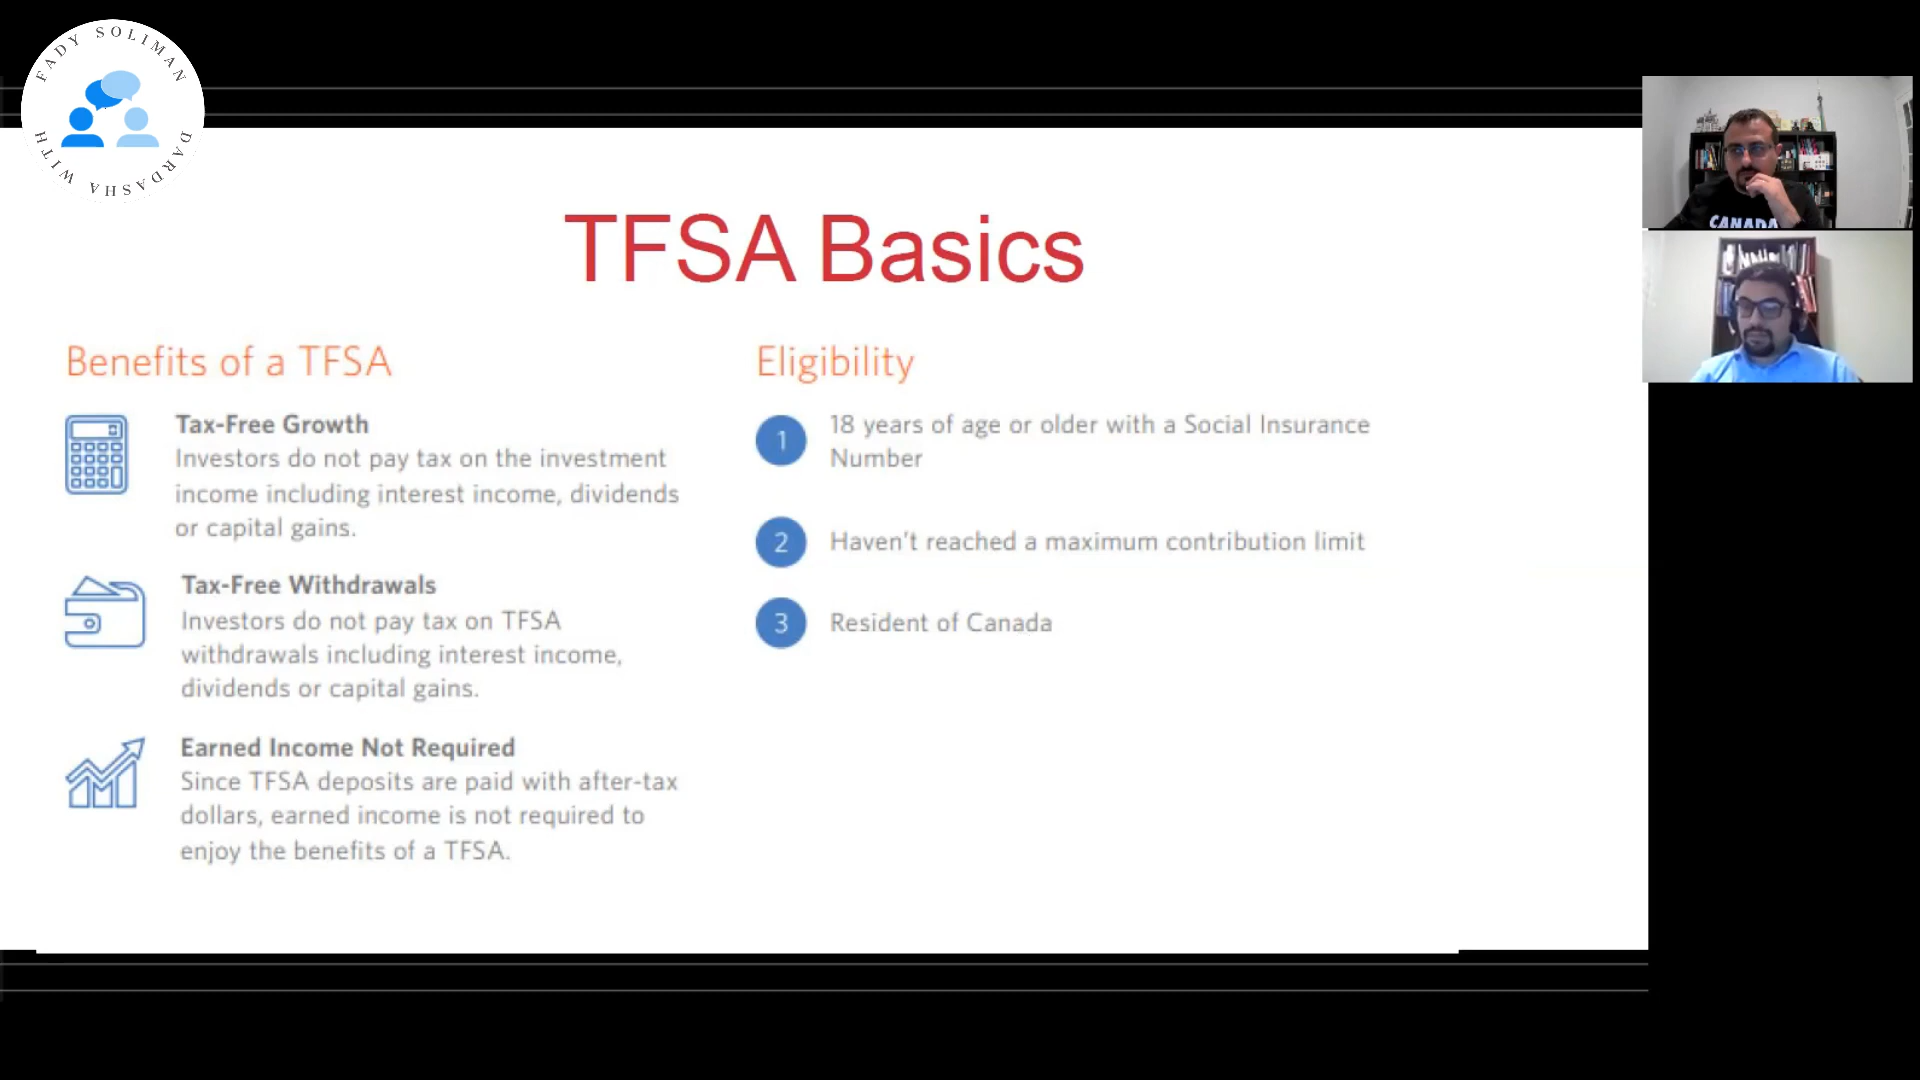 FADY SOLIMAN
DARDASHA WITH
TFSA Basics
Benefits of a TFSA
Tax-Free Growth
Investors do not pay tax on the investment
income including interest income, dividends
or capital gains.
Tax-Free Withdrawals
Investors do not pay tax on TFSA
withdrawals including interest income,
dividends or capital gains.
Earned Income Not Required
Since TFSA deposits are paid with after-tax
dollars, earned income is not required to
enjoy the benefits of a TFSA.
Eligibility
1
18 years of age or older with a Social Insurance
Number
2
Haven't reached a maximum contribution limit
3
Resident of Canada
CANADA